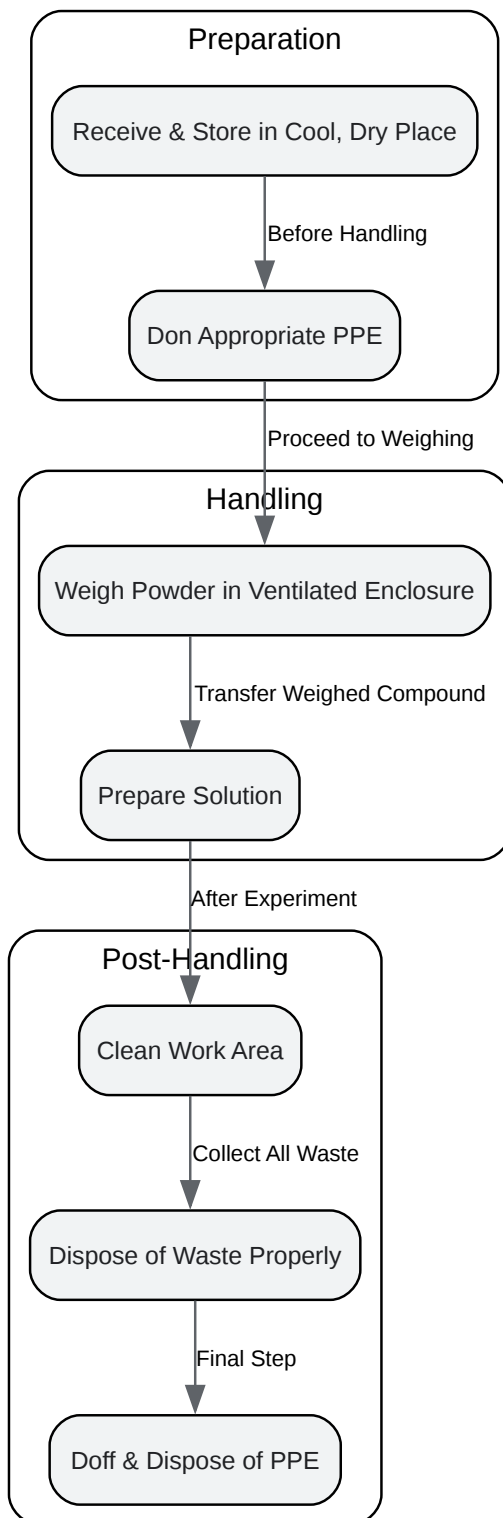 Preparation
Receive & Store in Cool, Dry Place
Before Handling
Don Appropriate PPE
Proceed to Weighing
Handling
Weigh Powder in Ventilated Enclosure
Transfer Weighed Compound
Prepare Solution
After Experiment
Post-Handling
Clean Work Area
Collect All Waste
Dispose of Waste Properly
Final Step
Doff & Dispose of PPE